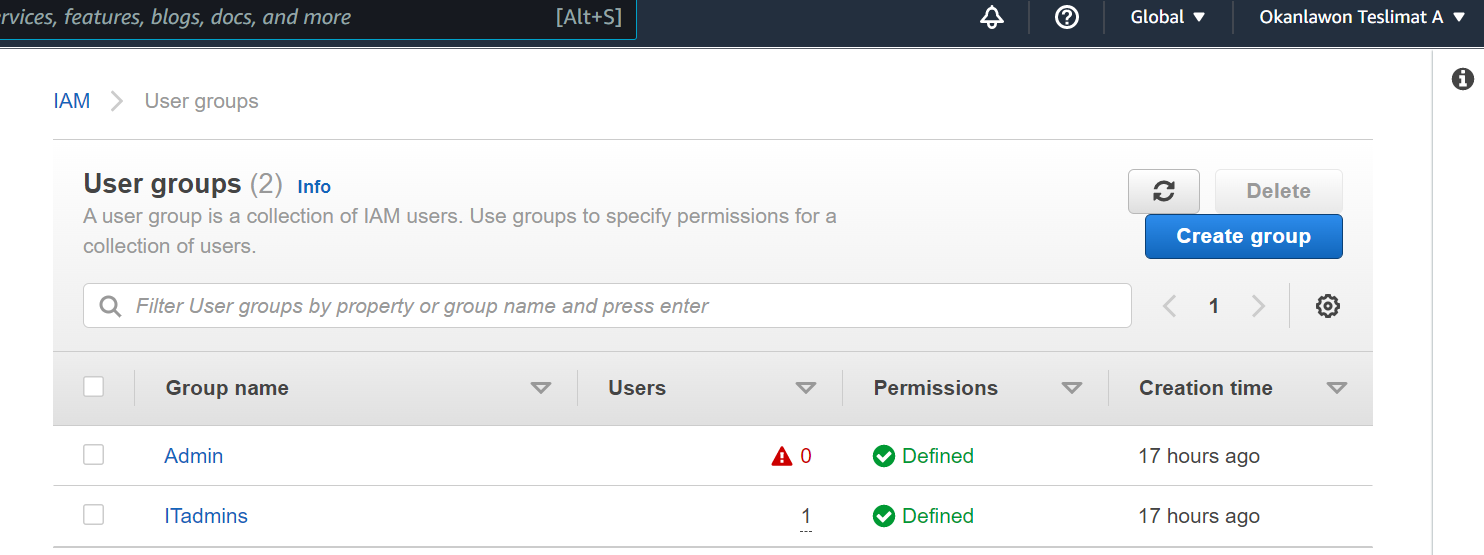 rvices, features, blogs, docs, and more [Alt+S] Global Okanlawon Teslimat A
IAM User groups
User groups (2) Info
A user group is a collection of IAM users. Use groups to specify permissions for a
collection of users.
Delete
Create group
Filter User groups by property or group name and press enter 1
Group name Users Permissions Creation time
Admin 0 Defined 17 hours ago
ITadmins 1 Defined 17 hours ago